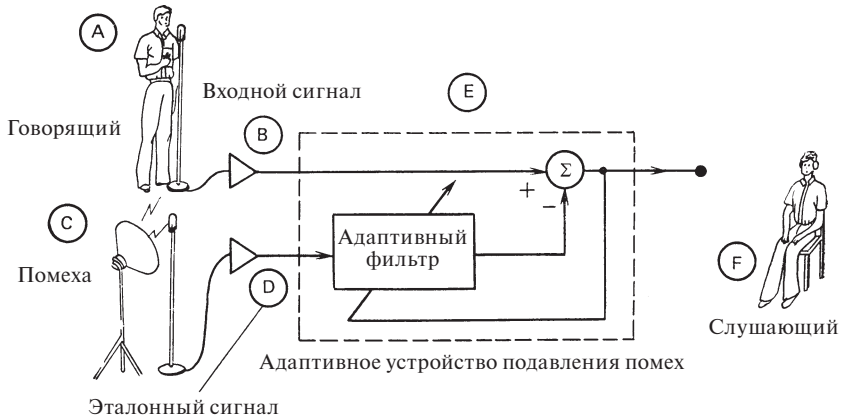 A
Входной сигнал
E
Говорящий
B
Σ
+
−
C
Адаптивный
фильтр
Помеха
D
F
Слушающий
Адаптивное устройство подавления помех
Эталонный сигнал